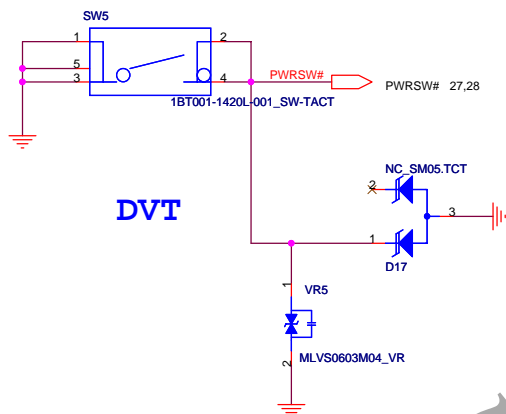 SW5
1
2
5
3
4
PWRSW#
PWRSW# 27,28
1BT001-1420L-001_SW-TACT
NC_SM05.TCT
2
DVT
3
1
D17
1
VR5
MLVS0603M04_VR
2